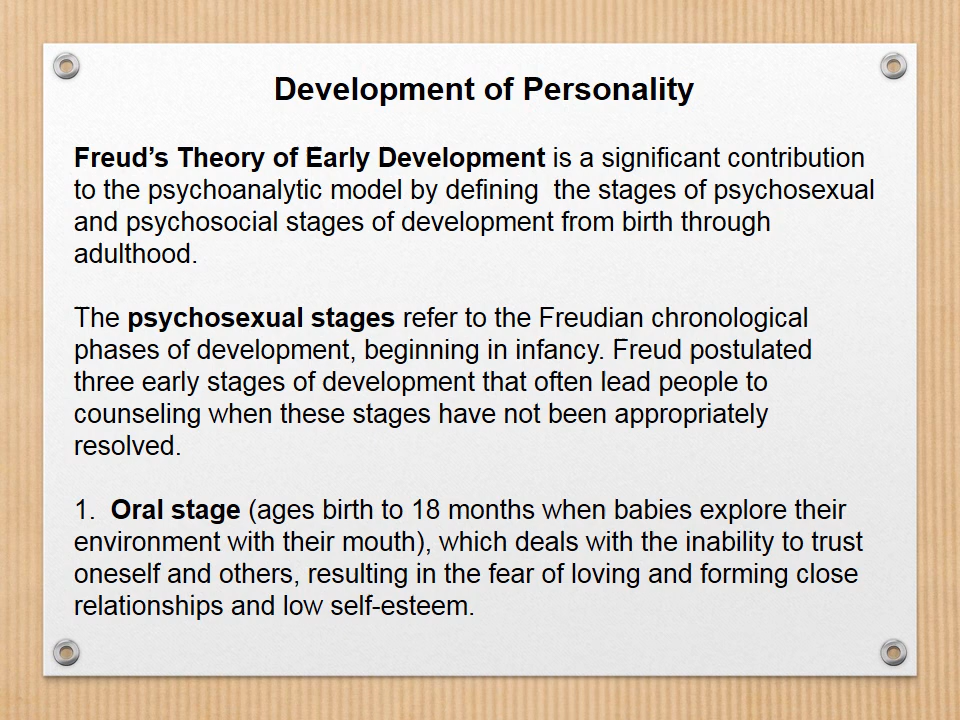 Development of Personality
Freud’s Theory of Early Development is a significant contribution
to the psychoanalytic model by defining  the stages of psychosexual
and psychosocial stages of development from birth through
adulthood.
The psychosexual stages refer to the Freudian chronological
phases of development, beginning in infancy. Freud postulated
three early stages of development that often lead people to
counseling when these stages have not been appropriately
resolved.
1.  Oral stage (ages birth to 18 months when babies explore their
environment with their mouth), which deals with the inability to trust
oneself and others, resulting in the fear of loving and forming close
relationships and low self-esteem.